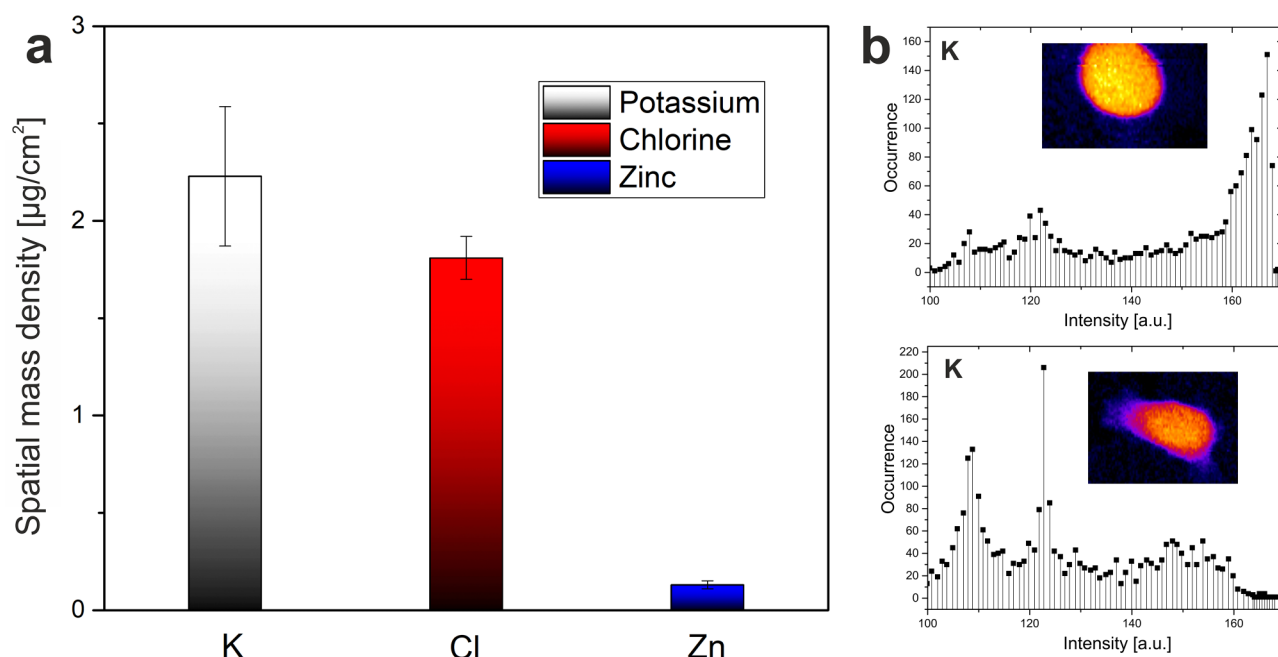 a
Spatial mass density [µg/cm²]
3
2
1
0
Potassium
Chlorine
Zinc
K
Cl
Zn
b
K
Occurrence
160
140
120
100
80
60
40
20
0
100
120
140
160
Intensity [a.u.]
K
Occurrence
220
200
180
160
140
120
100
80
60
40
20
0
100
120
140
160
Intensity [a.u.]